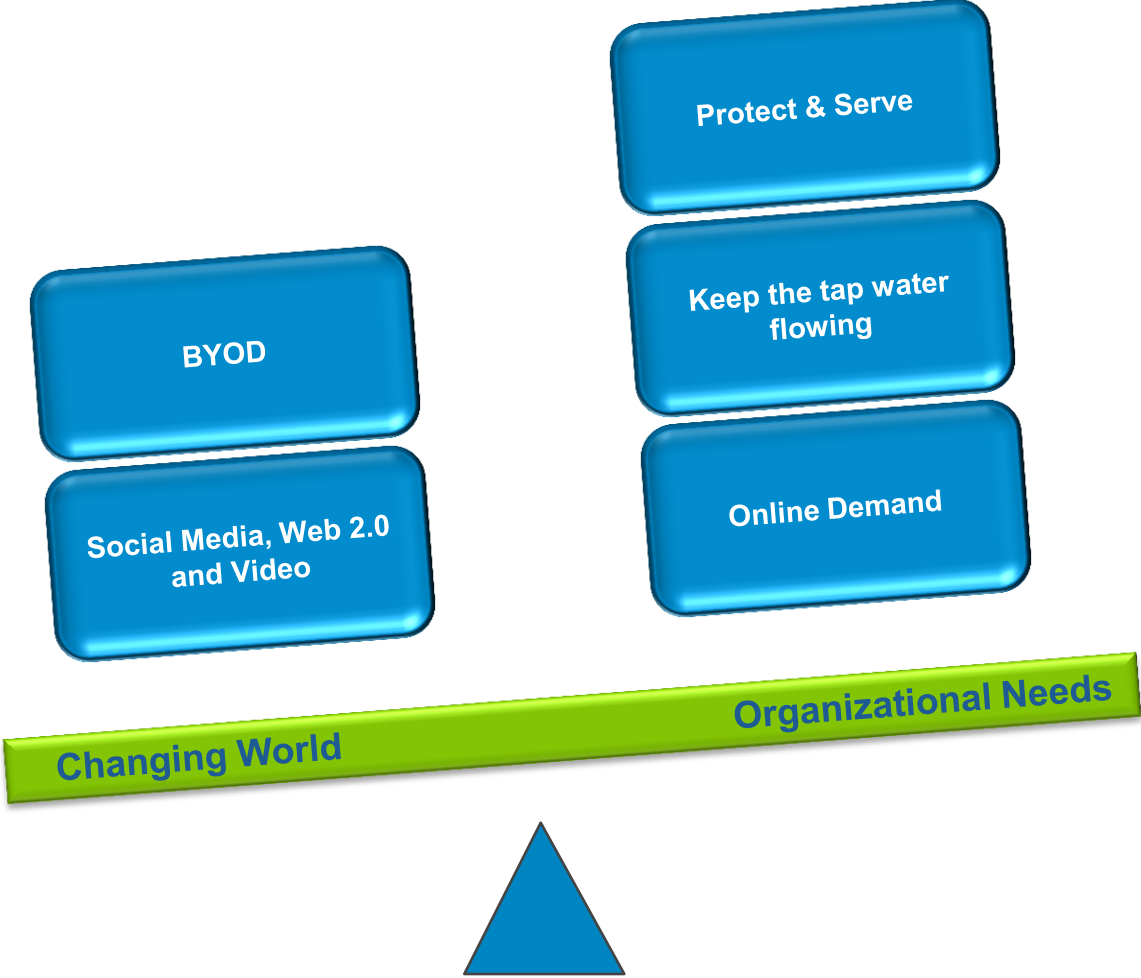 Protect & Serve
Keep the tap water
flowing
Online Demand
BYOD
Social Media, Web 2.0
and Video
Changing World
Organizational Needs